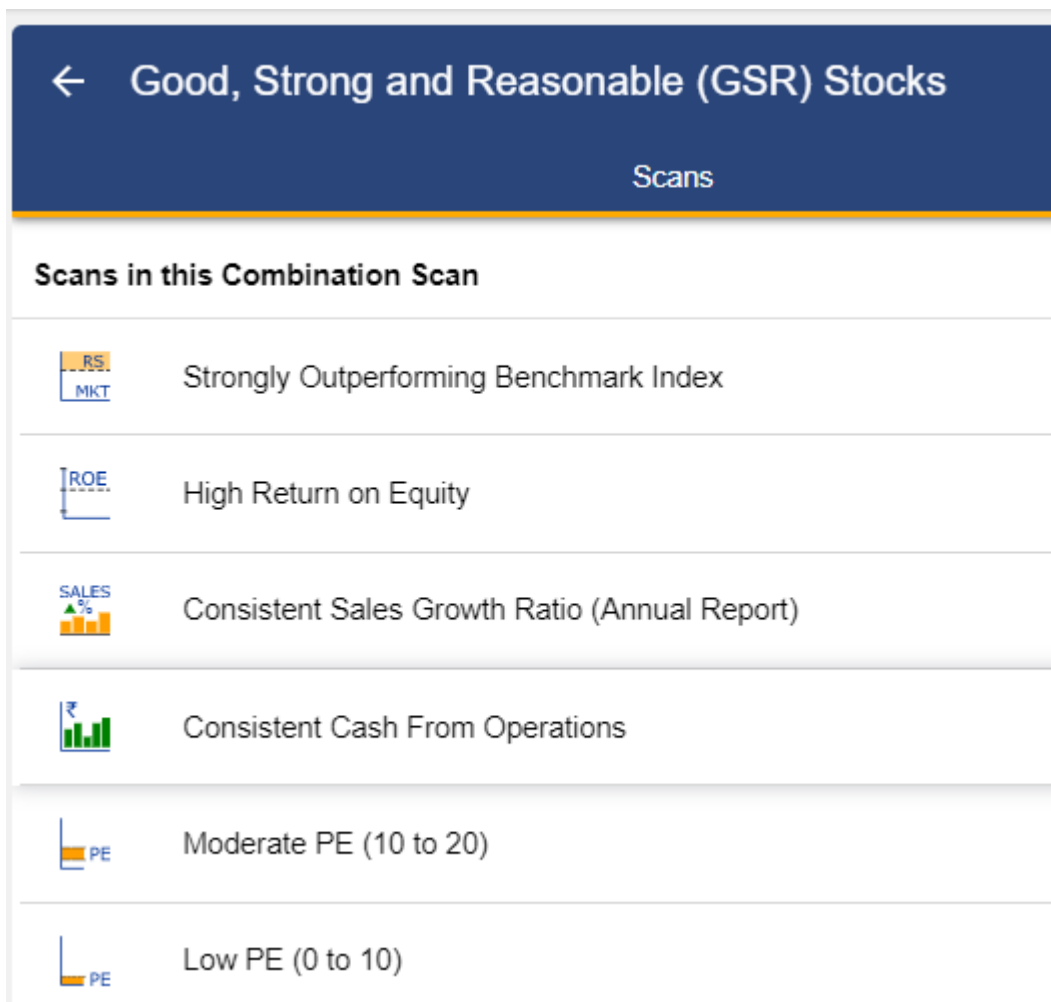 Good, Strong and Reasonable (GSR) Stocks
Scans
Scans in this Combination Scan
RS
MKT
Strongly Outperforming Benchmark Index
ROE
High Return on Equity
SALES
%
Consistent Sales Growth Ratio (Annual Report)
₹
Consistent Cash From Operations
PE
Moderate PE (10 to 20)
PE
Low PE (0 to 10)